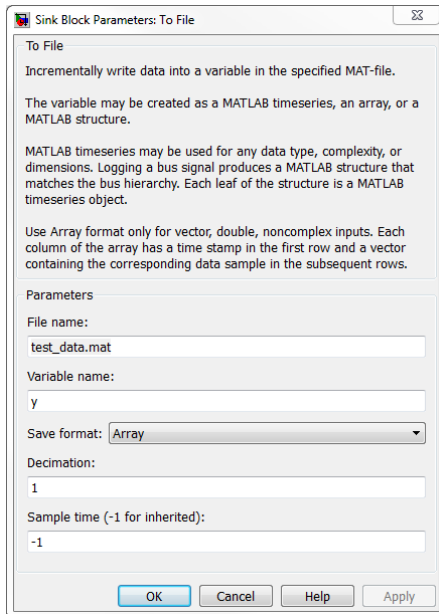 Sink Block Parameters: To File
To File
Incrementally write data into a variable in the specified MAT-file.
The variable may be created as a MATLAB timeseries, an array, or a
MATLAB structure.
MATLAB timeseries may be used for any data type, complexity, or
dimensions. Logging a bus signal produces a MATLAB structure that
matches the bus hierarchy. Each leaf of the structure is a MATLAB
timeseries object.
Use Array format only for vector, double, noncomplex inputs. Each
column of the array has a time stamp in the first row and a vector
containing the corresponding data sample in the subsequent rows.
Parameters
File name:
test_data.mat
Variable name:
y
Save format: Array
Decimation:
1
Sample time (-1 for inherited):
-1
OK Cancel Help Apply